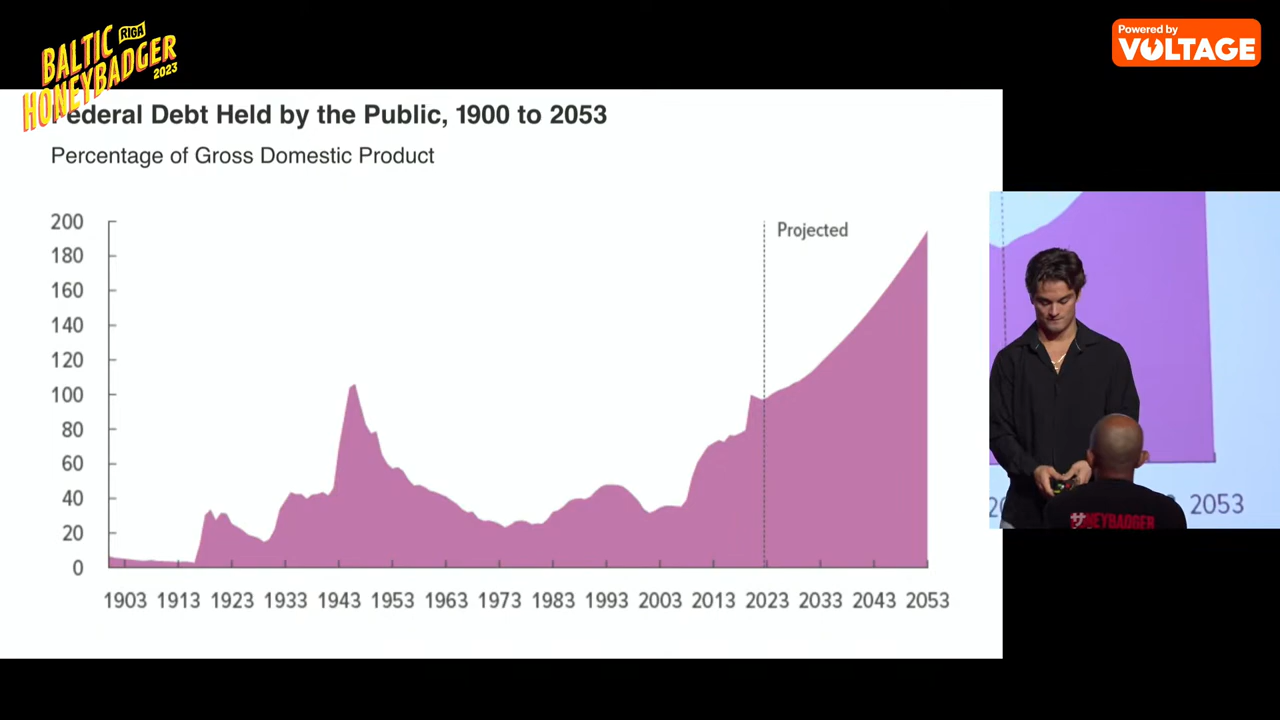 BALTIC
RIGA
HONEYBADGER
2023
Powered by
VOLTAGE
Federal Debt Held by the Public, 1900 to 2053
Percentage of Gross Domestic Product
200
180
160
140
120
100
80
60
40
20
0
Projected
1903 1913 1923 1933 1943 1953 1963 1973 1983 1993 2003 2013 2023 2033 2043 2053
2053
HONEYBADGER